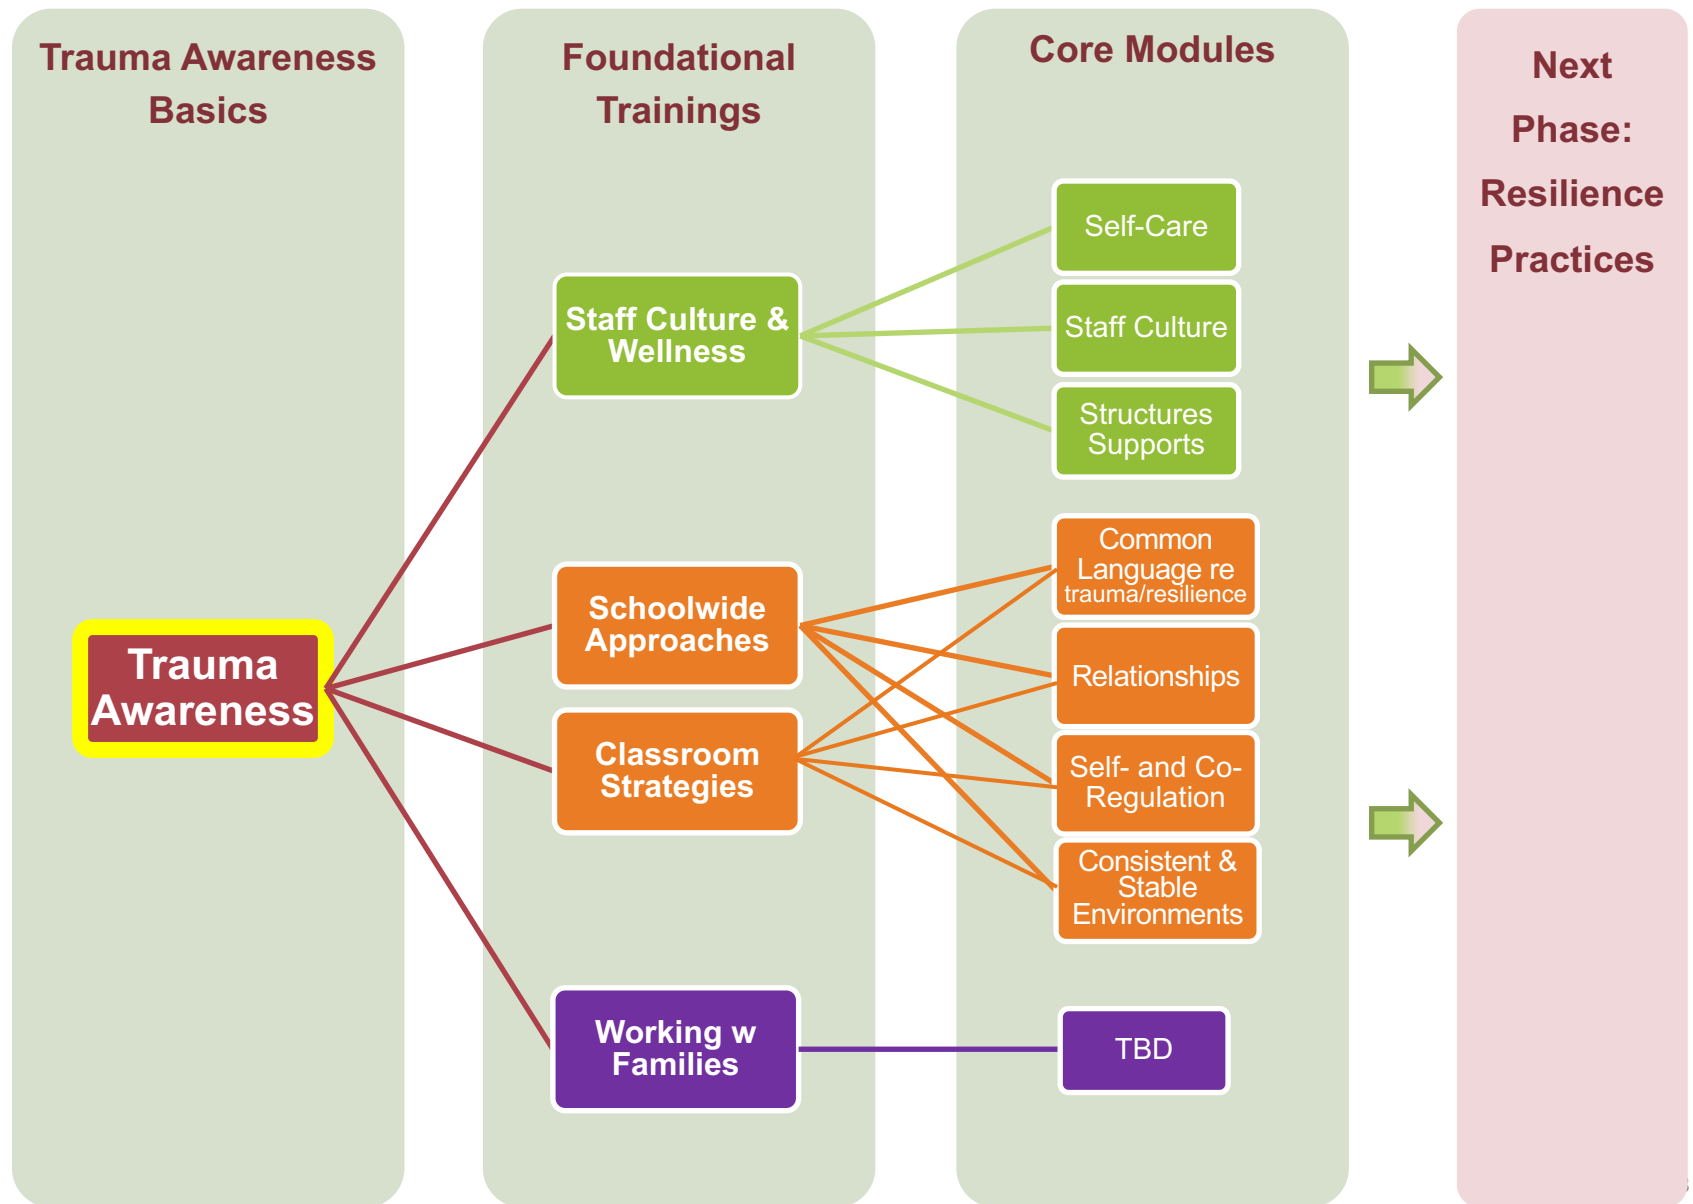 Trauma Awareness
Basics
Foundational
Trainings
Core Modules
Next
Phase:
Resilience
Practices
Trauma
Awareness
Staff Culture &
Wellness
Schoolwide
Approaches
Classroom
Strategies
Working w
Families
Self-Care
Staff Culture
Structures
Supports
Common
Language re
trauma/resilience
Relationships
Self- and Co-
Regulation
Consistent &
Stable
Environments
TBD